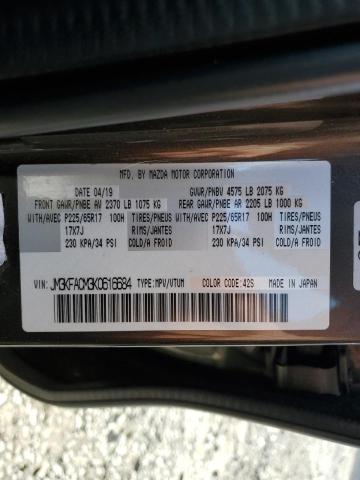 MFD. BY MAZDA MOTOR CORPORATION
DATE 04/19 GVWR/PNBV 4575 LB 2075 KG
FRONT GAWR/PNBE AV 2370 LB 1075 KG REAR GAWR/PNBE AR 2205 LB 1000 KG
WITH/AVEC P225/65R17 100H TIRES/PNEUS WITH/AVEC P225/65R17 100H TIRES/PNEUS
17X7J RIMS/JANTES 17X7J RIMS/JANTES
230 KPA/34 PSI COLD/A FROID 230 KPA/34 PSI COLD/A FROID
VIN: JM3KFACM3K0616684 TYPE:MPV/VTUM COLOR CODE:42S MADE IN JAPAN